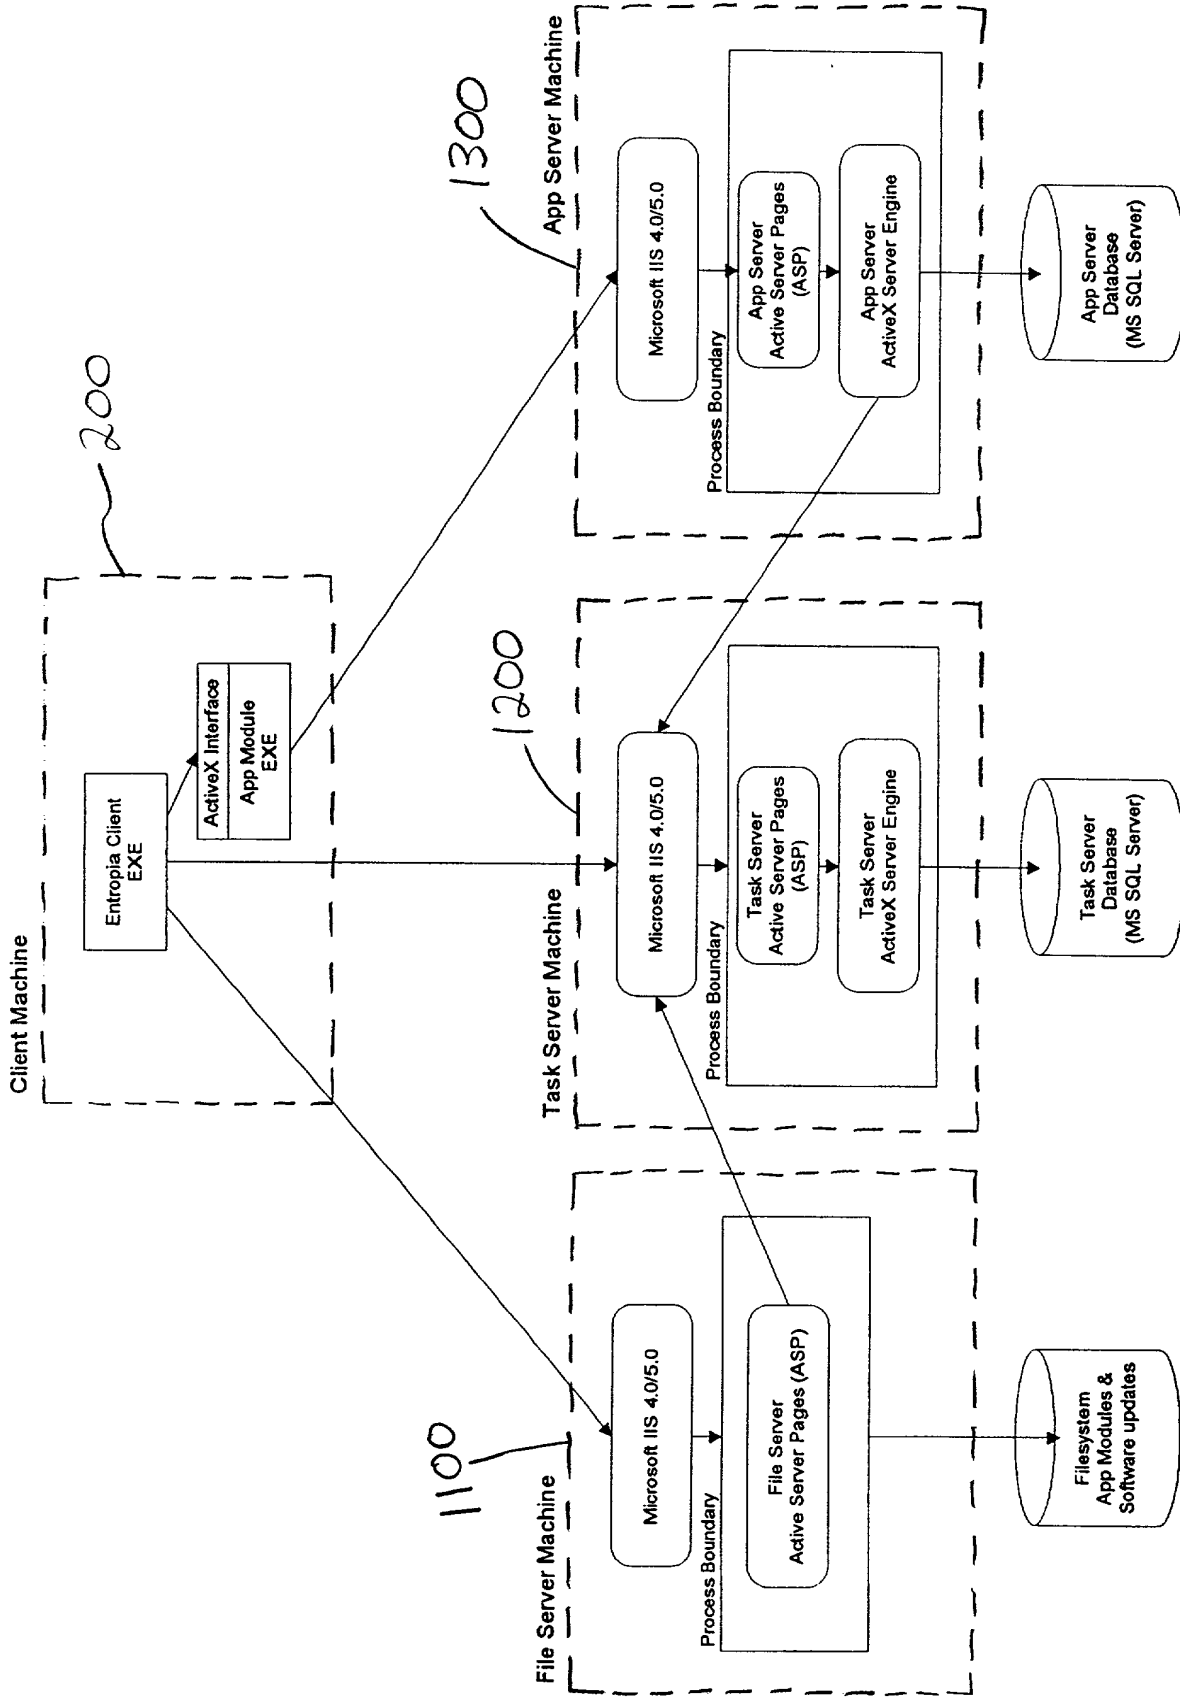 Client Machine
200
Entropia Client
EXE
ActiveX Interface
App Module
EXE
File Server Machine
1100
Microsoft IIS 4.0/5.0
Process Boundary
File Server
Active Server Pages (ASP)
Filesystem
App Modules &
Software updates
Task Server Machine
1200
Microsoft IIS 4.0/5.0
Process Boundary
Task Server
Active Server Pages
(ASP)
Task Server
ActiveX Server Engine
Task Server
Database
(MS SQL Server)
App Server Machine
1300
Microsoft IIS 4.0/5.0
Process Boundary
App Server
Active Server Pages
(ASP)
App Server
ActiveX Server Engine
App Server
Database
(MS SQL Server)